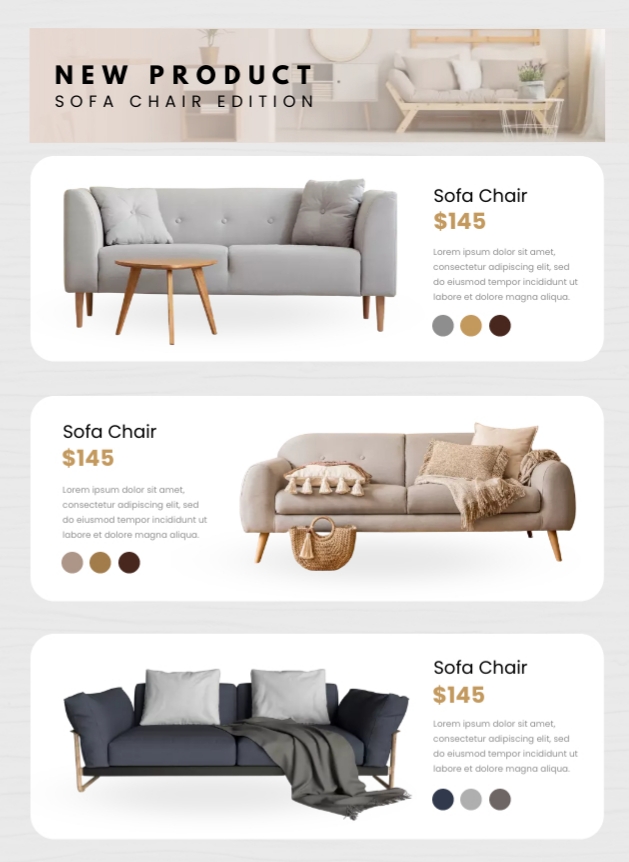 NEW PRODUCT
SOFA CHAIR EDITION
Sofa Chair
$145
Lorem ipsum dolor sit amet,
consectetur adipiscing elit, sed
do eiusmod tempor incididunt ut
labore et dolore magna aliqua.
Sofa Chair
$145
Lorem ipsum dolor sit amet,
consectetur adipiscing elit, sed
do eiusmod tempor incididunt ut
labore et dolore magna aliqua.
Sofa Chair
$145
Lorem ipsum dolor sit amet,
consectetur adipiscing elit, sed
do eiusmod tempor incididunt ut
labore et dolore magna aliqua.